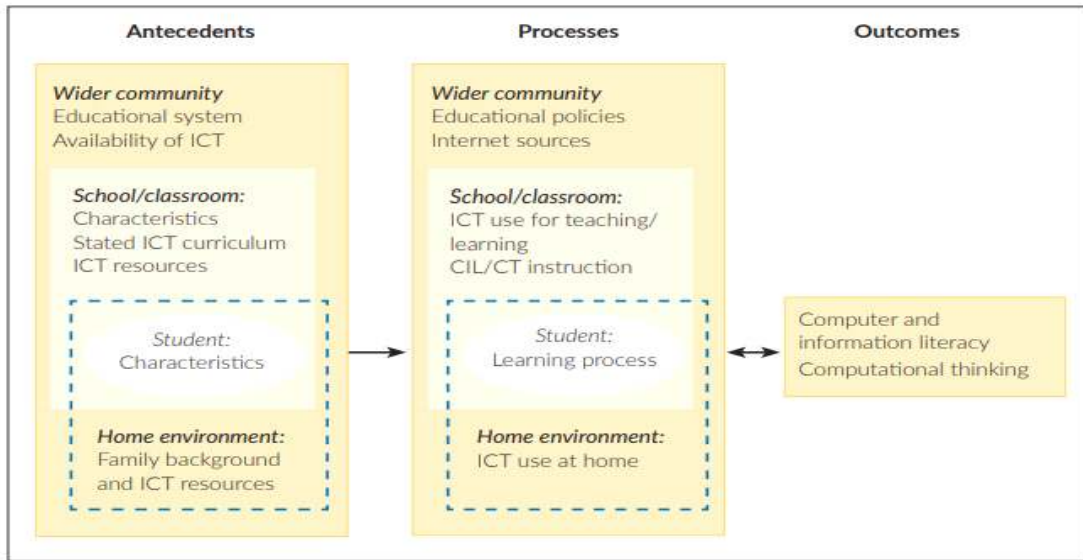 Antecedents
Processes
Outcomes
Wider community
Educational system
Availability of ICT
School/classroom:
Characteristics
Stated ICT curriculum
ICT resources
Student:
Characteristics
Home environment:
Family background
and ICT resources
Wider community
Educational policies
Internet sources
School/classroom:
ICT use for teaching/
learning
CIL/CT instruction
Student:
Learning process
Home environment:
ICT use at home
Computer and
information literacy
Computational thinking